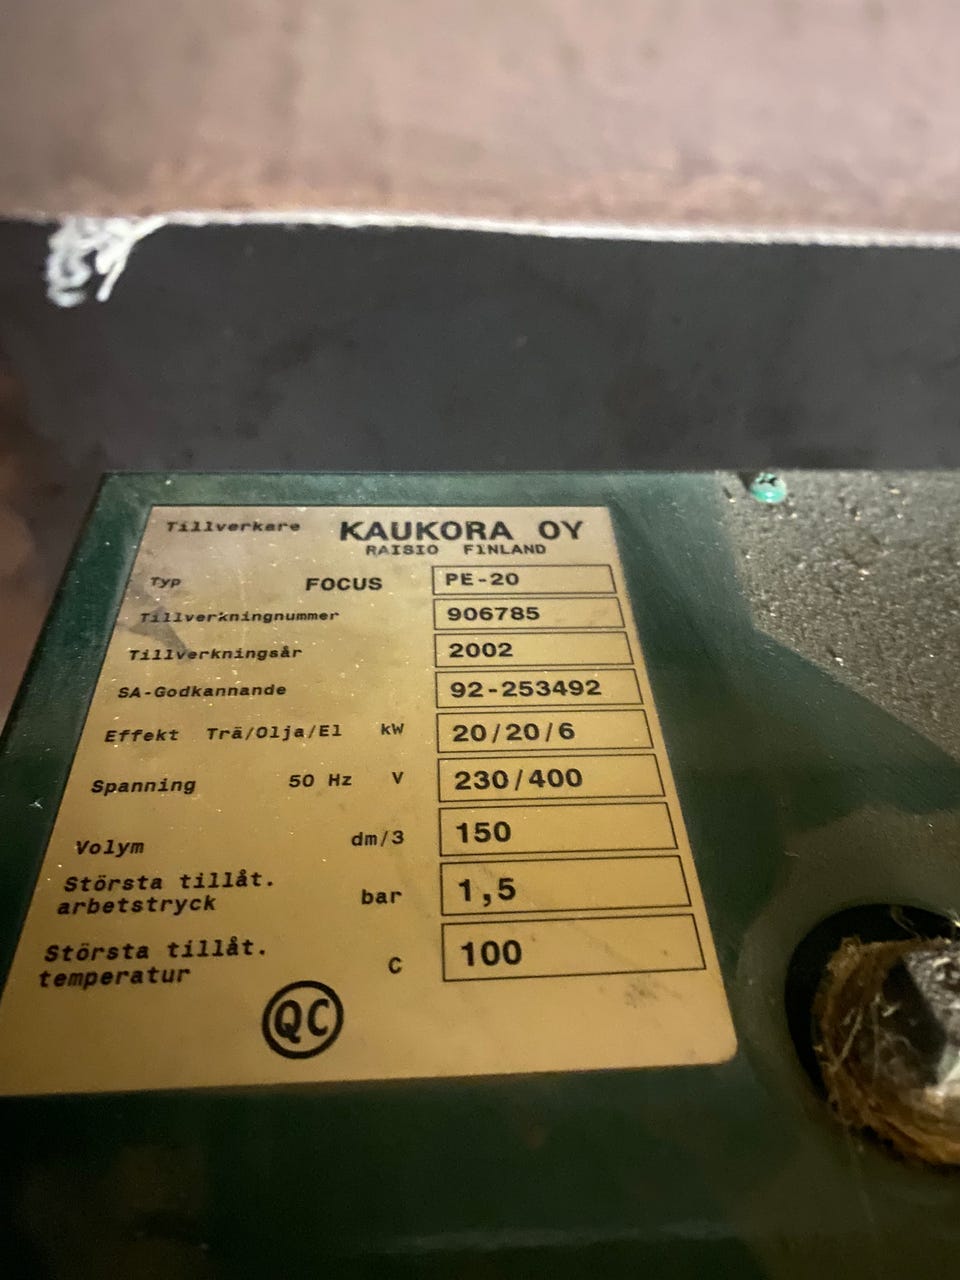 Tillverkare KAUKORA OY
RAISIO FINLAND
Typ FOCUS PE-20
Tillverkningnummer 906785
Tillverkningsår 2002
SA-Godkannande 92-253492
Effekt Trä/Olja/El kW 20/20/6
Spanning 50 Hz V 230/400
Volym dm/3 150
Största tillåt.
arbetstryck bar 1,5
Största tillåt.
temperatur C 100
QC